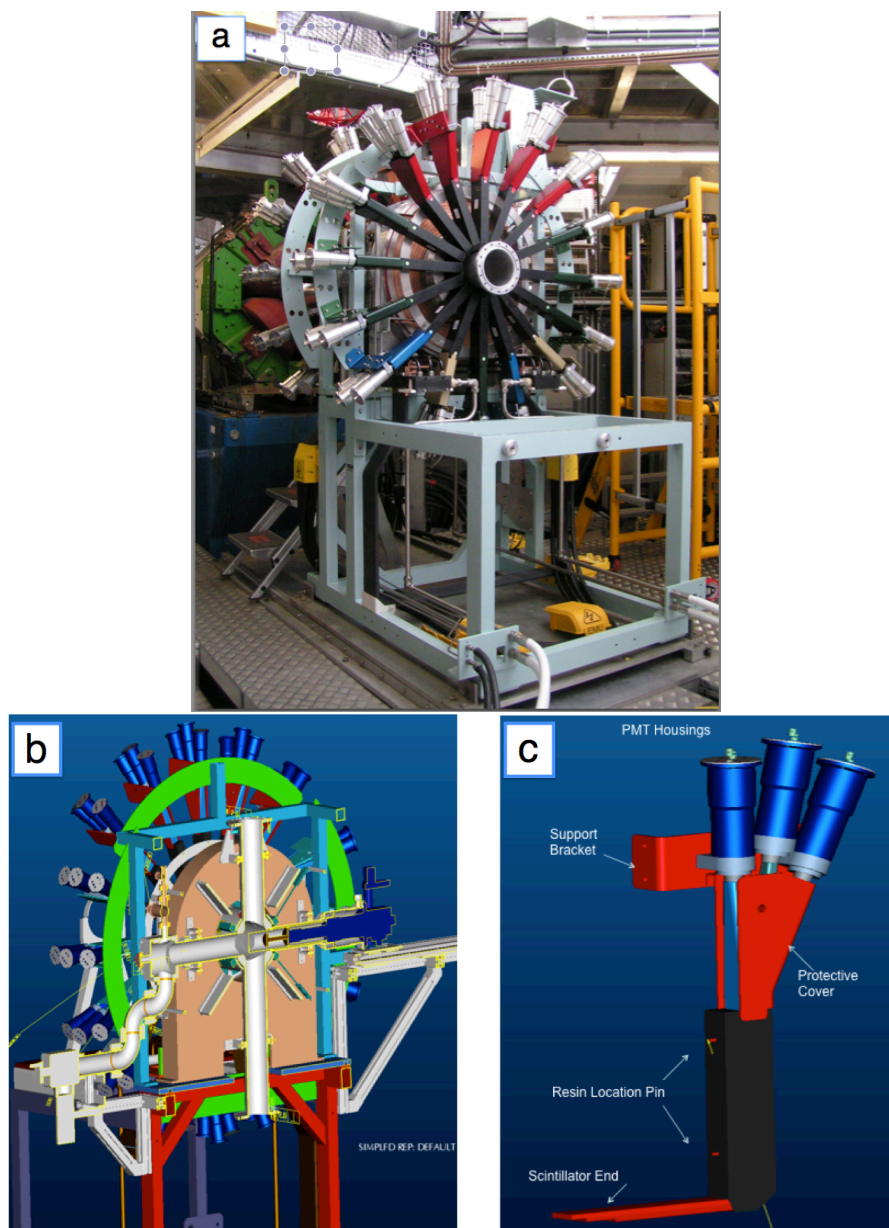 a
b
SIMPLFD REP: DEFAULT
c
PMT Housings
Support
Bracket
Protective
Cover
Resin Location Pin
Scintillator End